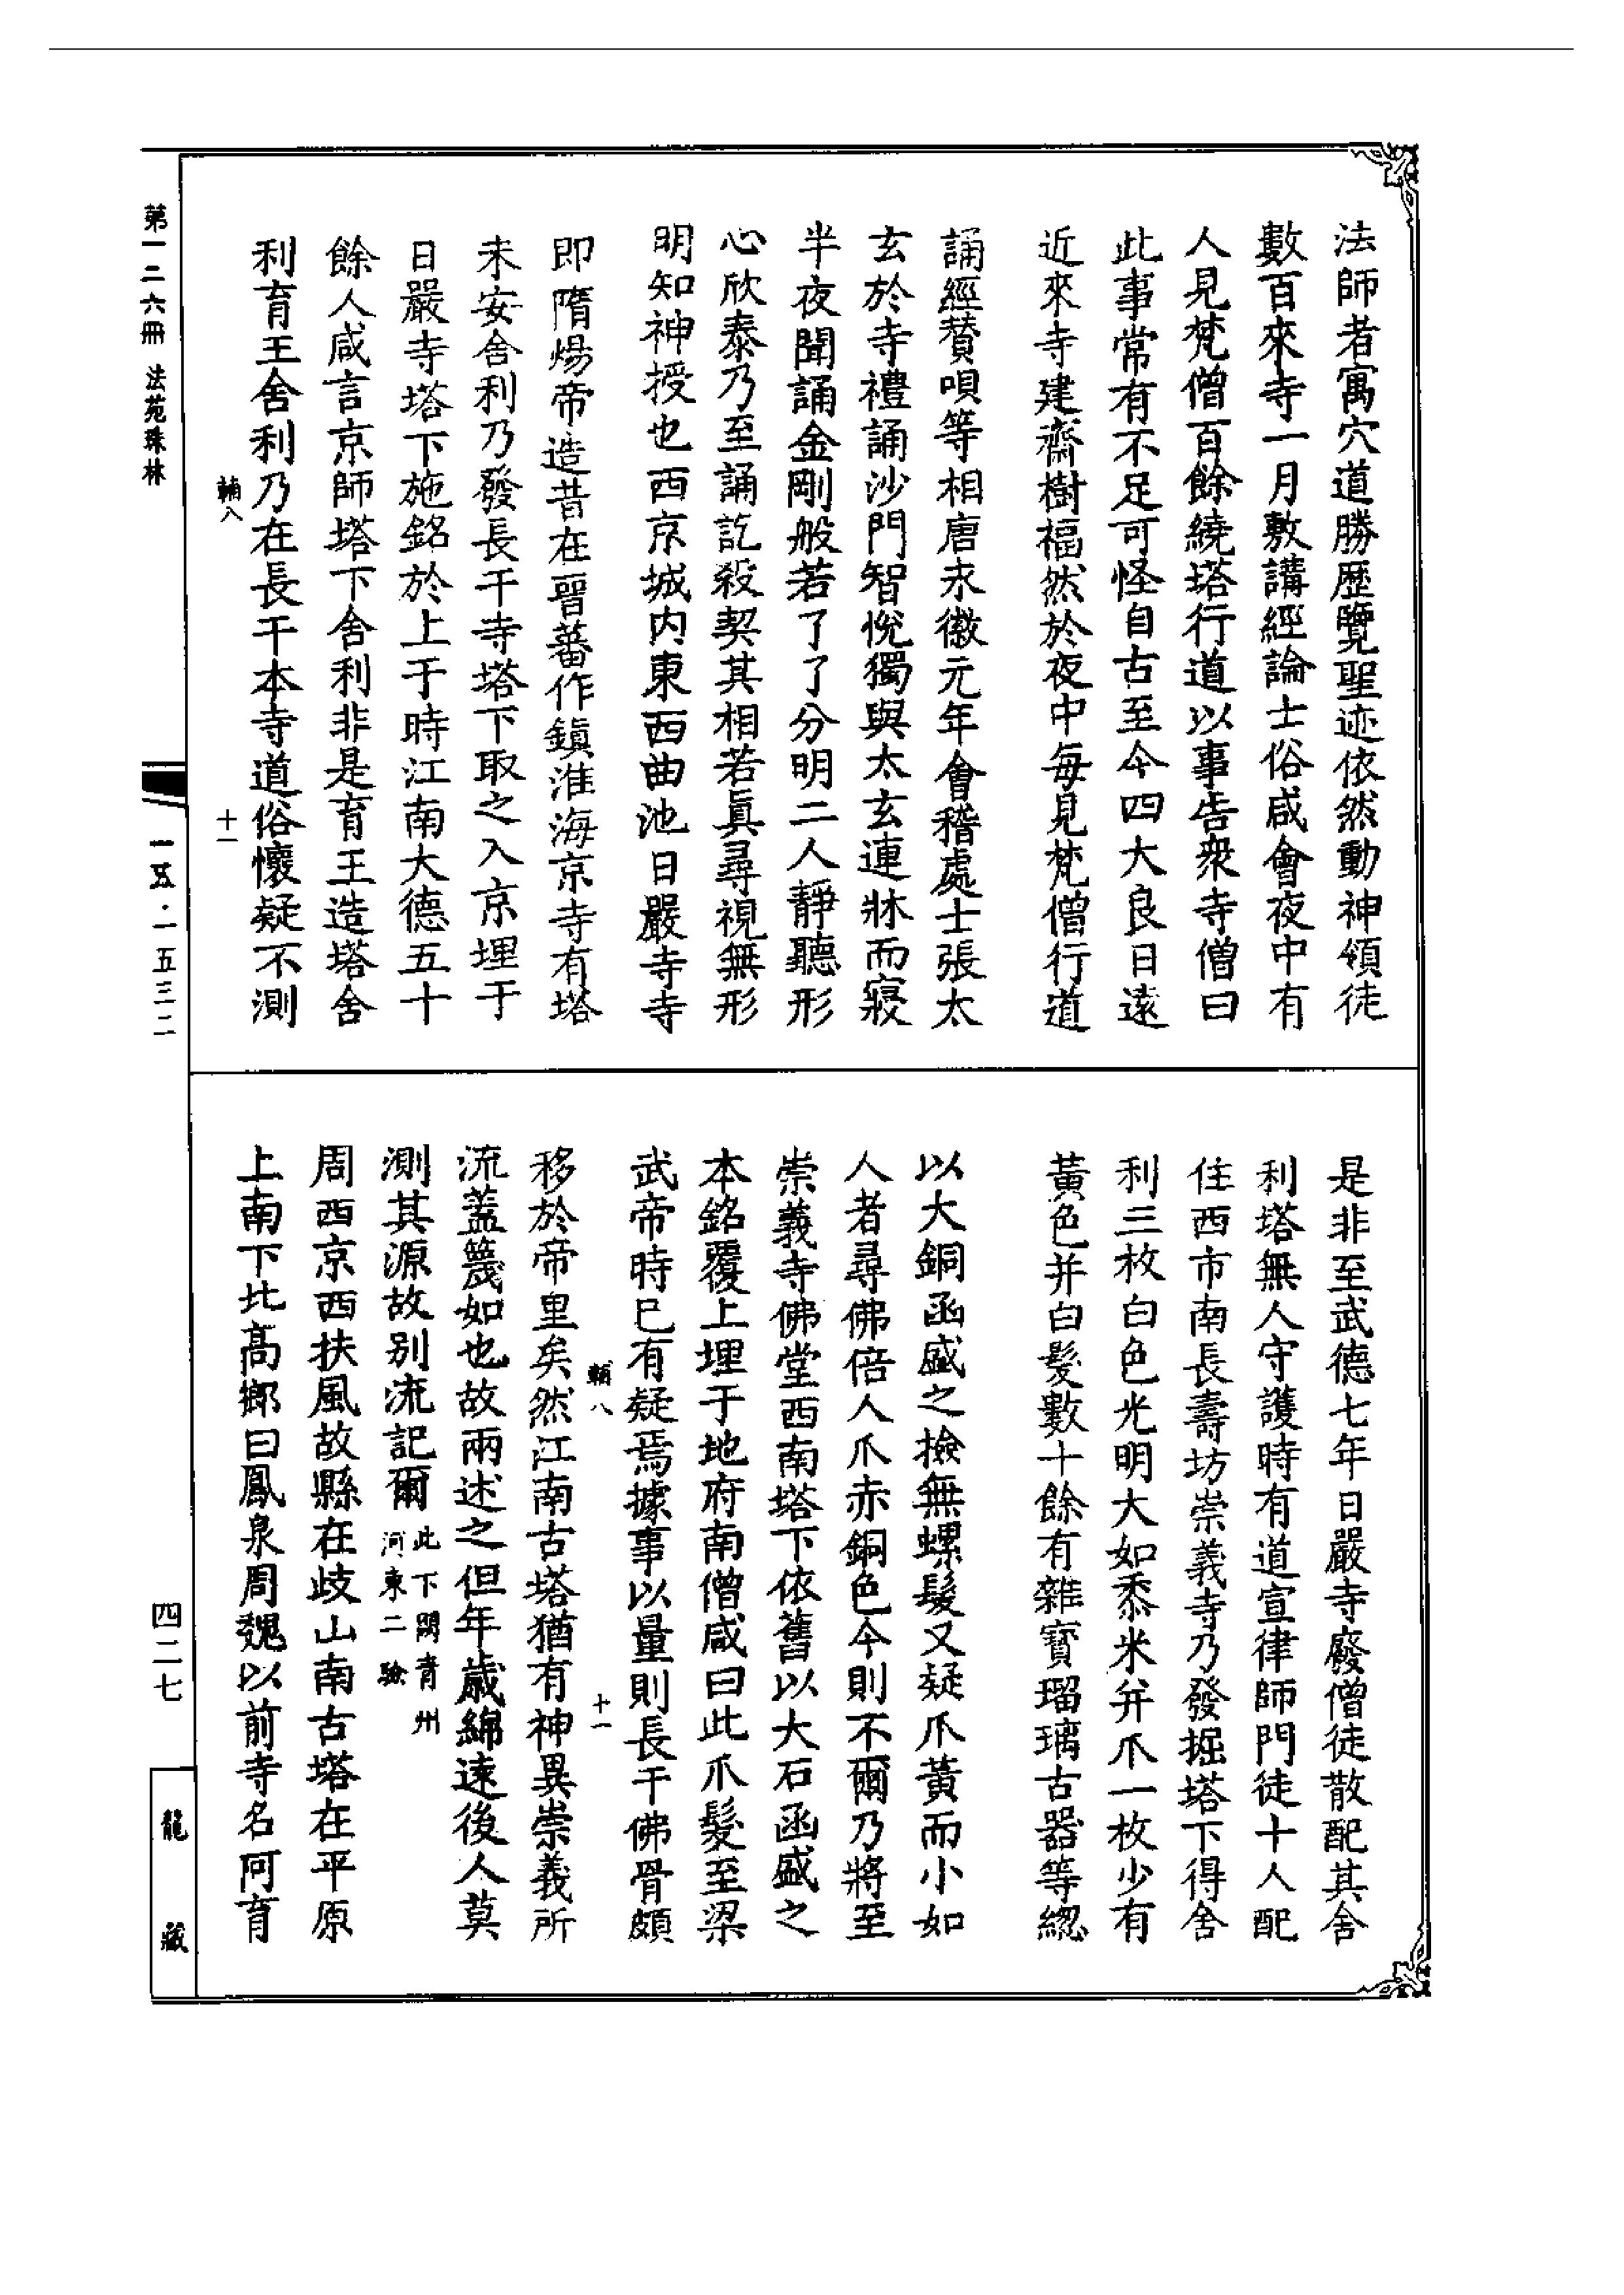 法師者寓穴道勝歷覽聖迹依然動神領徒
數百來寺一月敷講經論士俗咸會夜中有
人見梵僧百餘繞塔行道以事告衆寺僧曰
此事常有不足可怪自古至今四大良日遠
近來寺建齋樹福然於夜中每見梵僧行道
誦經贊唄等相唐永徽元年會稽處士張太
玄於寺禮誦沙門智悅獨與太玄連牀而寢
半夜聞誦金剛般若了了分明二人靜聽形
心欣泰乃至誦訖殺契其相若眞尋視無形
明知神授也西京城内東西曲池日嚴寺寺
即隋煬帝造昔在晉蕃作鎮淮海京寺有塔
未安舍利乃發長干寺塔下取之入京埋于
日嚴寺塔下施銘於上于時江南大德五十
餘人咸言京師塔下舍利非是育王造塔舍
利育王舍利乃在長干本寺道俗懷疑不測
輔八 十一
是非至武德七年日嚴寺廢僧徒散配其舍
利塔無人守護時有道宣律師門徒十人配
住西市南長壽坊崇義寺乃發掘塔下得舍
利三枚白色光明大如黍米并爪一枚少有
黃色并白髮數十餘有雜寶瑠璃古器等緫
以大銅函盛之撿無螺髮又疑爪黃而小如
人者尋佛倍人爪赤銅色今則不爾乃將至
崇義寺佛堂西南塔下依舊以大石函盛之
本銘覆上埋于地府南僧咸曰此爪髮至梁
武帝時已有疑焉據事以量則長干佛骨頗
輔八 十一
移於帝里矣然江南古塔猶有神異崇義所
流蓋篾如也故兩述之但年歲綿遠後人莫
測其源故别流記爾 此下闕青州
河東二驗
周西京西扶風故縣在歧山南古塔在平原
上南下北高鄉曰鳳泉周魏以前寺名阿育
第一二六冊 法苑珠林
一五三二
四二七
龍藏